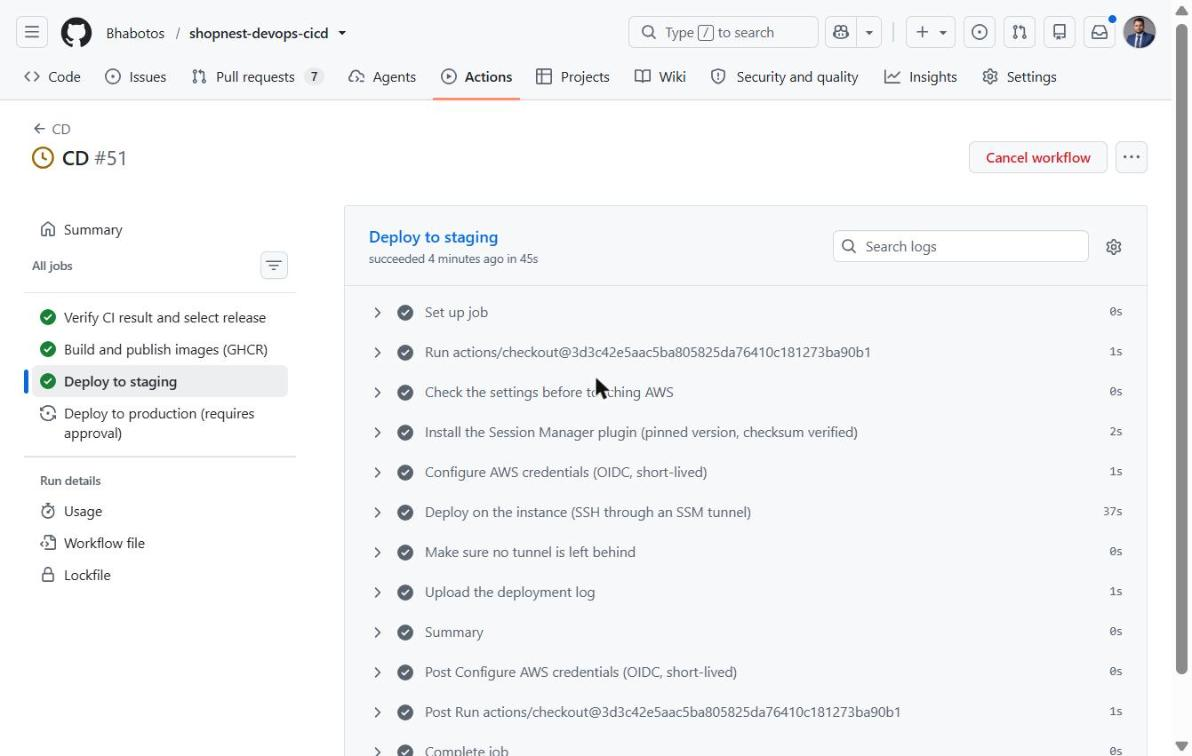 Bhabotos / shopnest-devops-cicd
Type / to search
Code
Issues
Pull requests 7
Agents
Actions
Projects
Wiki
Security and quality
Insights
Settings
CD
CD #51
Cancel workflow
Summary
All jobs
Verify CI result and select release
Build and publish images (GHCR)
Deploy to staging
Deploy to production (requires
approval)
Run details
Usage
Workflow file
Lockfile
Deploy to staging
succeeded 4 minutes ago in 45s
Search logs
Set up job 0s
Run actions/checkout@3d3c42e5aac5ba805825da76410c181273ba90b1 1s
Check the settings before touching AWS 0s
Install the Session Manager plugin (pinned version, checksum verified) 2s
Configure AWS credentials (OIDC, short-lived) 1s
Deploy on the instance (SSH through an SSM tunnel) 37s
Make sure no tunnel is left behind 0s
Upload the deployment log 1s
Summary 0s
Post Configure AWS credentials (OIDC, short-lived) 0s
Post Run actions/checkout@3d3c42e5aac5ba805825da76410c181273ba90b1 1s
Complete job 0s